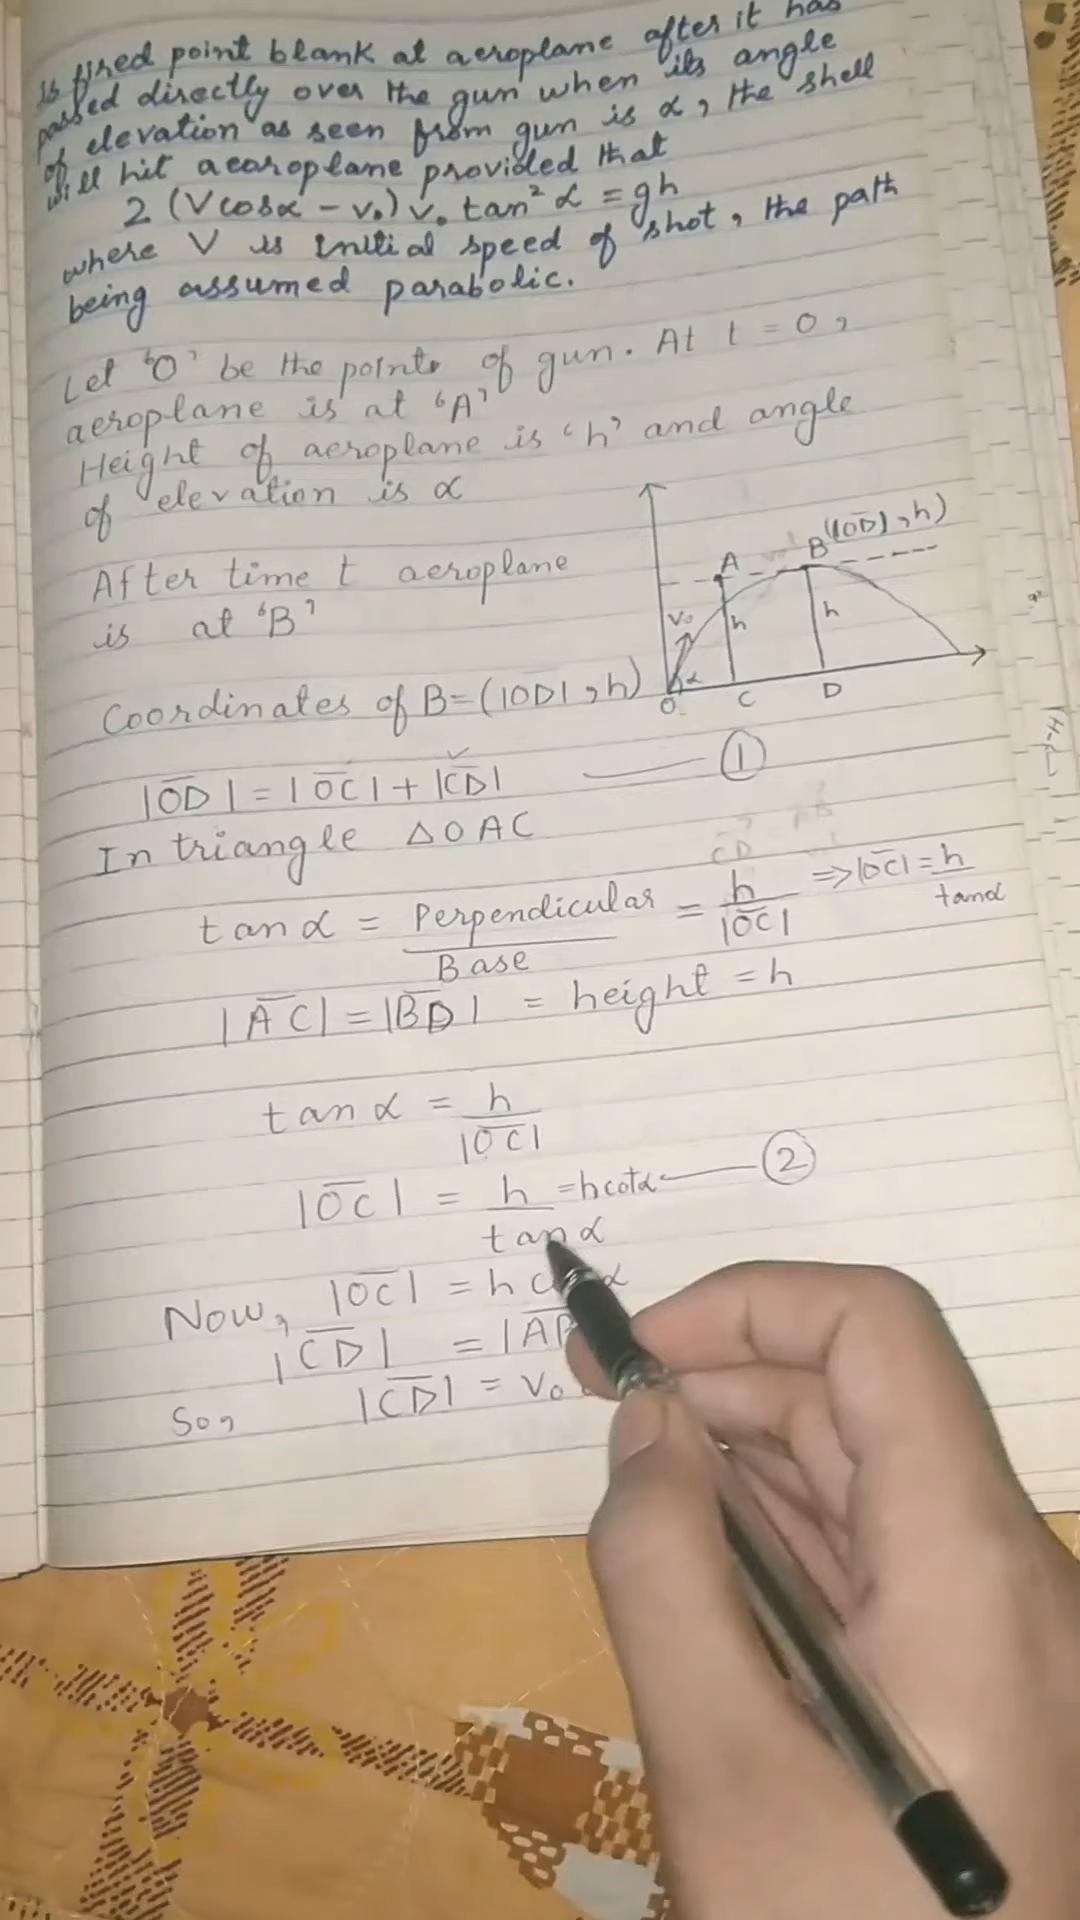 is fired point blank at aeroplane after it has
passed directly over the gun when its angle
of elevation as seen from gun is α, the shell
will hit aearoplane provided that
2 (Vcosα - v₀) v₀ tan² α = gh
where V is initial speed of shot, the path
being assumed parabolic.
Let 'O' be the points of gun. At t = 0,
aeroplane is at 'A'
Height of aeroplane is 'h' and angle
of elevation is α
After time t aeroplane
is at 'B'
A B(|OD|, h)
V₀ h h
α
O C D
Coordinates of B = (|OD|, h)
|OD| = |OC| + |CD| ①
In triangle ΔOAC
tanα = Perpendicular / Base = h / |OC| ⇒ |OC| = h / tanα
|AC| = |BD| = height = h
tanα = h / |OC|
|OC| = h / tanα = hcotα ②
Now, |OC| = h
|CD| = |A
So, |CD| = v₀